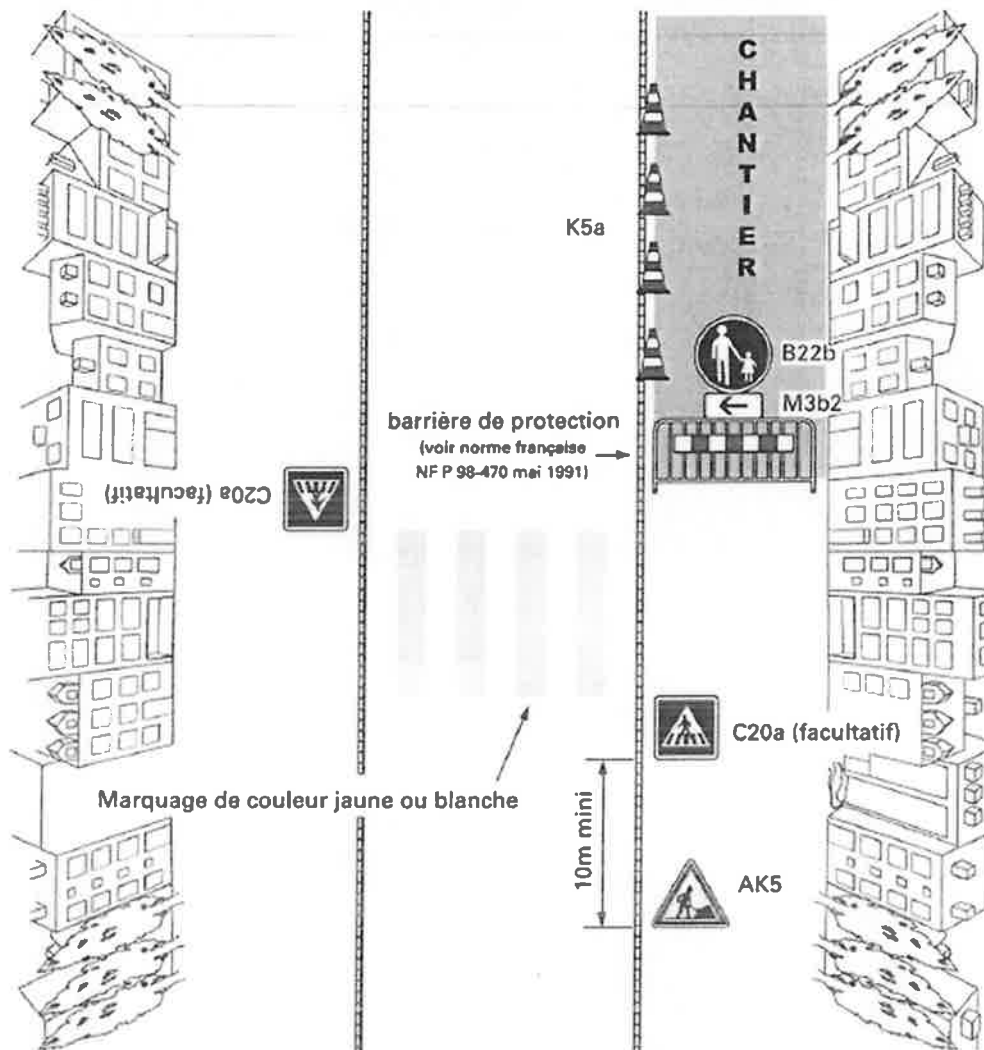 CHANTIER
K5a
B22b
M3b2
barrière de protection
(voir norme française
NF P 98-470 mai 1991)
C20a (facultatif)
C20a (facultatif)
Marquage de couleur jaune ou blanche
10m mini
AK5